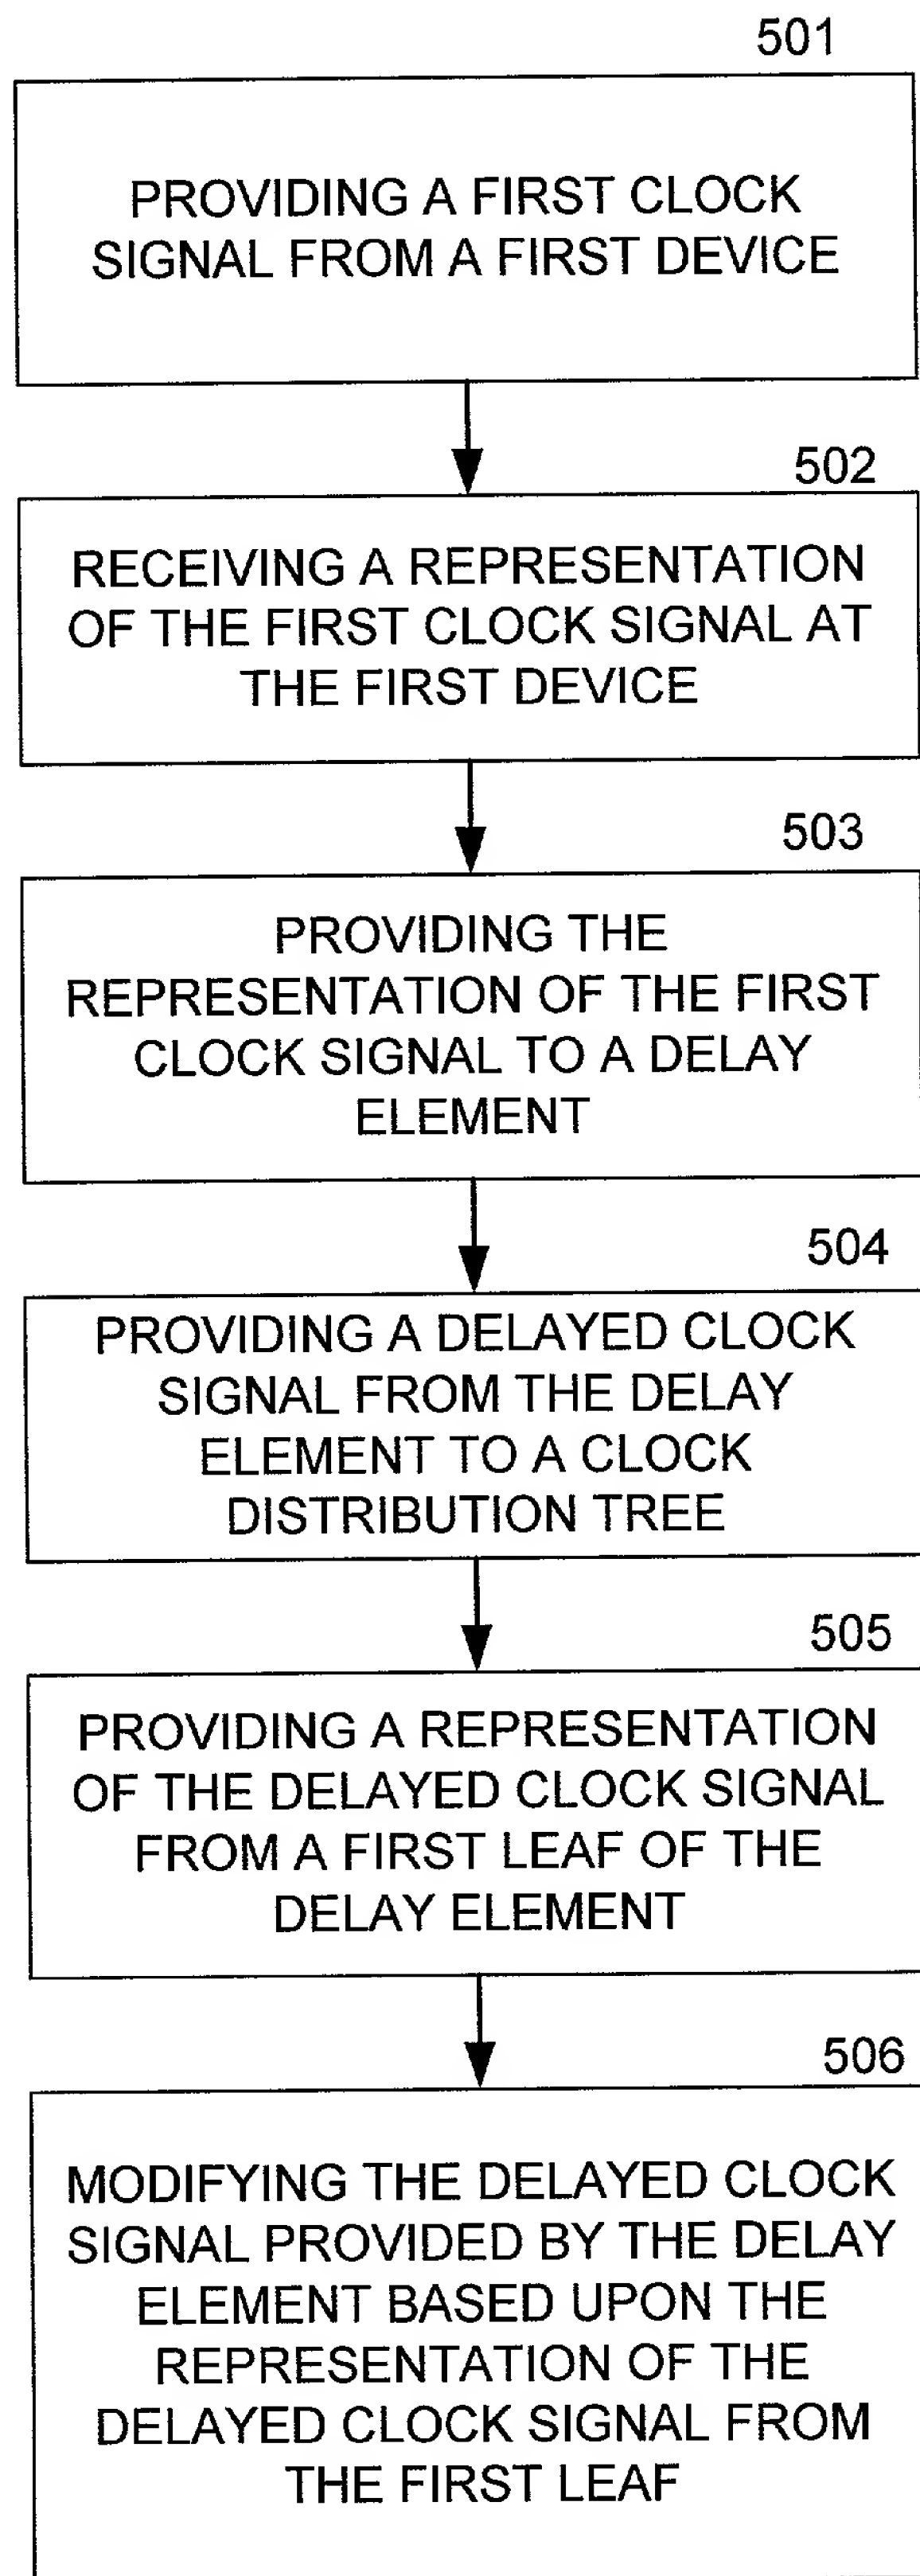 501
PROVIDING A FIRST CLOCK
SIGNAL FROM A FIRST DEVICE
502
RECEIVING A REPRESENTATION
OF THE FIRST CLOCK SIGNAL AT
THE FIRST DEVICE
503
PROVIDING THE
REPRESENTATION OF THE FIRST
CLOCK SIGNAL TO A DELAY
ELEMENT
504
PROVIDING A DELAYED CLOCK
SIGNAL FROM THE DELAY
ELEMENT TO A CLOCK
DISTRIBUTION TREE
505
PROVIDING A REPRESENTATION
OF THE DELAYED CLOCK SIGNAL
FROM A FIRST LEAF OF THE
DELAY ELEMENT
506
MODIFYING THE DELAYED CLOCK
SIGNAL PROVIDED BY THE DELAY
ELEMENT BASED UPON THE
REPRESENTATION OF THE
DELAYED CLOCK SIGNAL FROM
THE FIRST LEAF